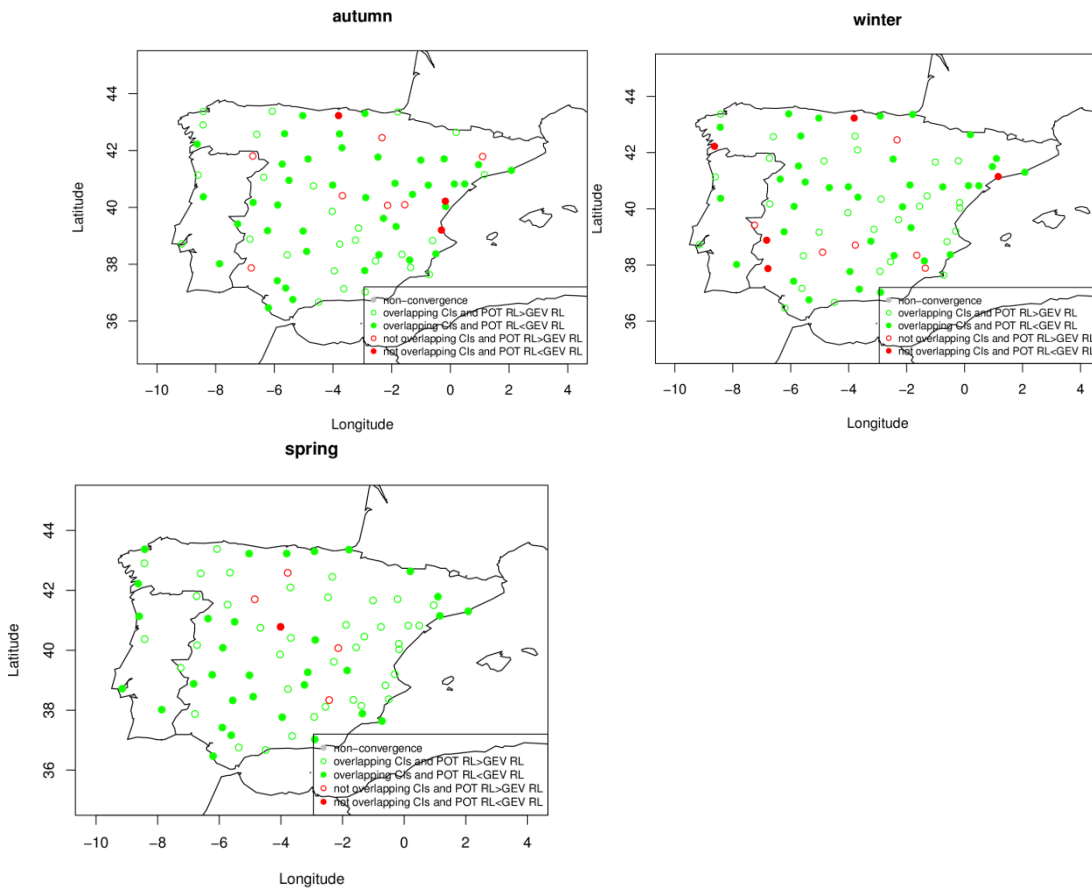 autumn
44
42
40
38
36
Latitude
non−convergence
overlapping CIs and POT RL>GEV RL
overlapping CIs and POT RL<GEV RL
not overlapping CIs and POT RL>GEV RL
not overlapping CIs and POT RL<GEV RL
−10 −8 −6 −4 −2 0 2 4
Longitude
winter
44
42
40
38
36
Latitude
non−convergence
overlapping CIs and POT RL>GEV RL
overlapping CIs and POT RL<GEV RL
not overlapping CIs and POT RL>GEV RL
not overlapping CIs and POT RL<GEV RL
−10 −8 −6 −4 −2 0 2 4
Longitude
spring
44
42
40
38
36
Latitude
non−convergence
overlapping CIs and POT RL>GEV RL
overlapping CIs and POT RL<GEV RL
not overlapping CIs and POT RL>GEV RL
not overlapping CIs and POT RL<GEV RL
−10 −8 −6 −4 −2 0 2 4
Longitude